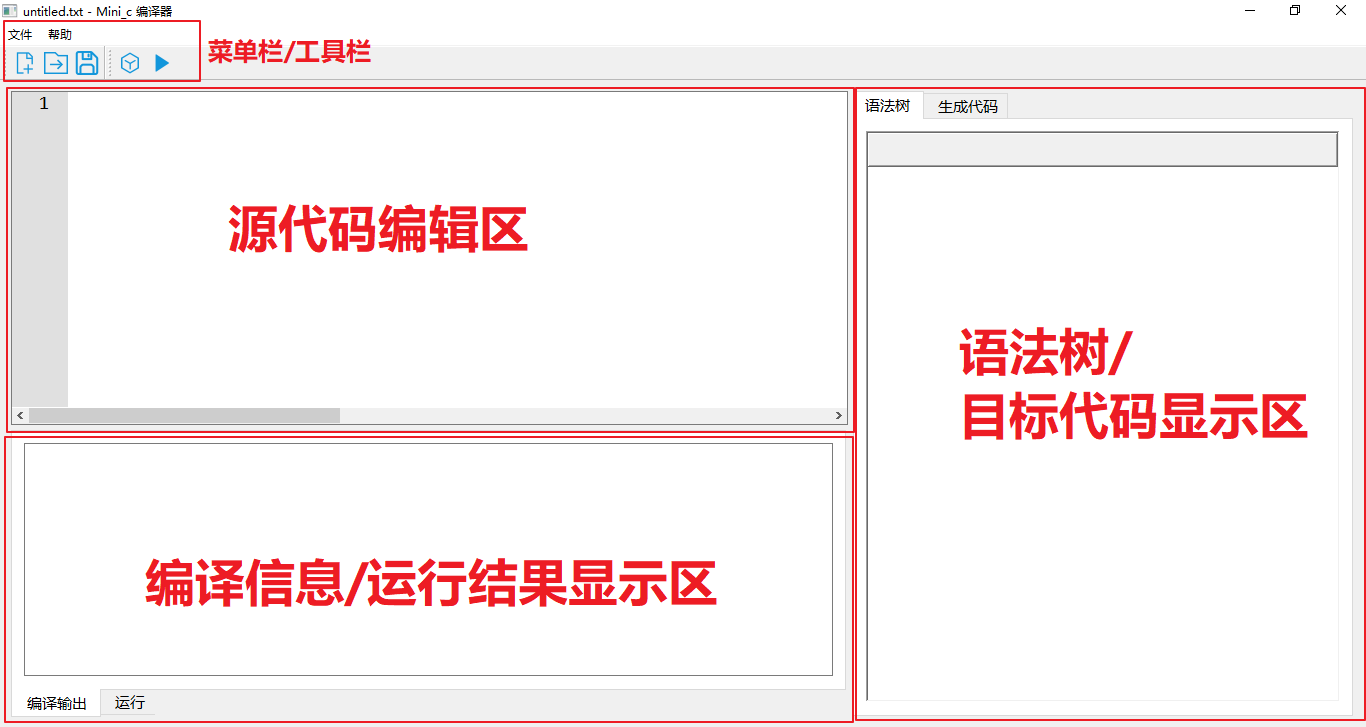 untitled.txt - Mini_c 编译器
文件 帮助
菜单栏/工具栏
1
源代码编辑区
语法树 生成代码
语法树/
目标代码显示区
编译信息/运行结果显示区
编译输出 运行